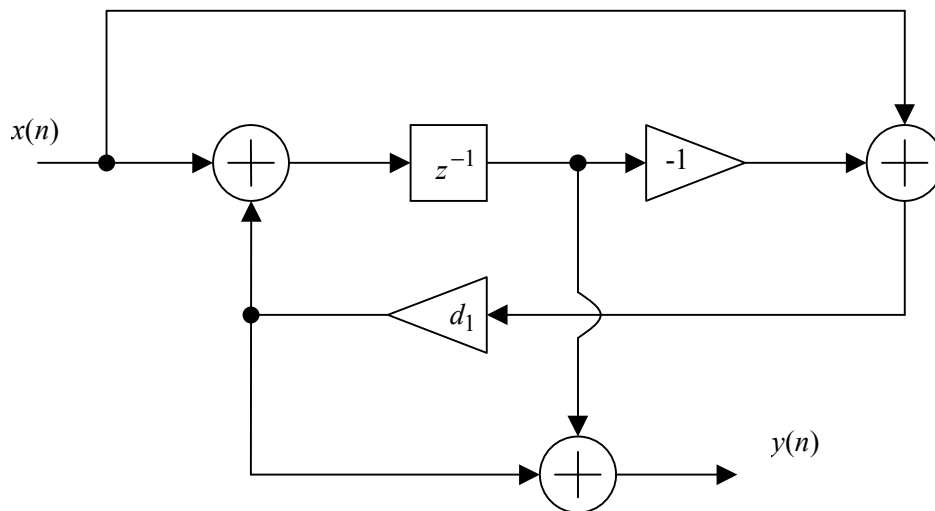 x(n)
z⁻¹
-1
d₁
y(n)